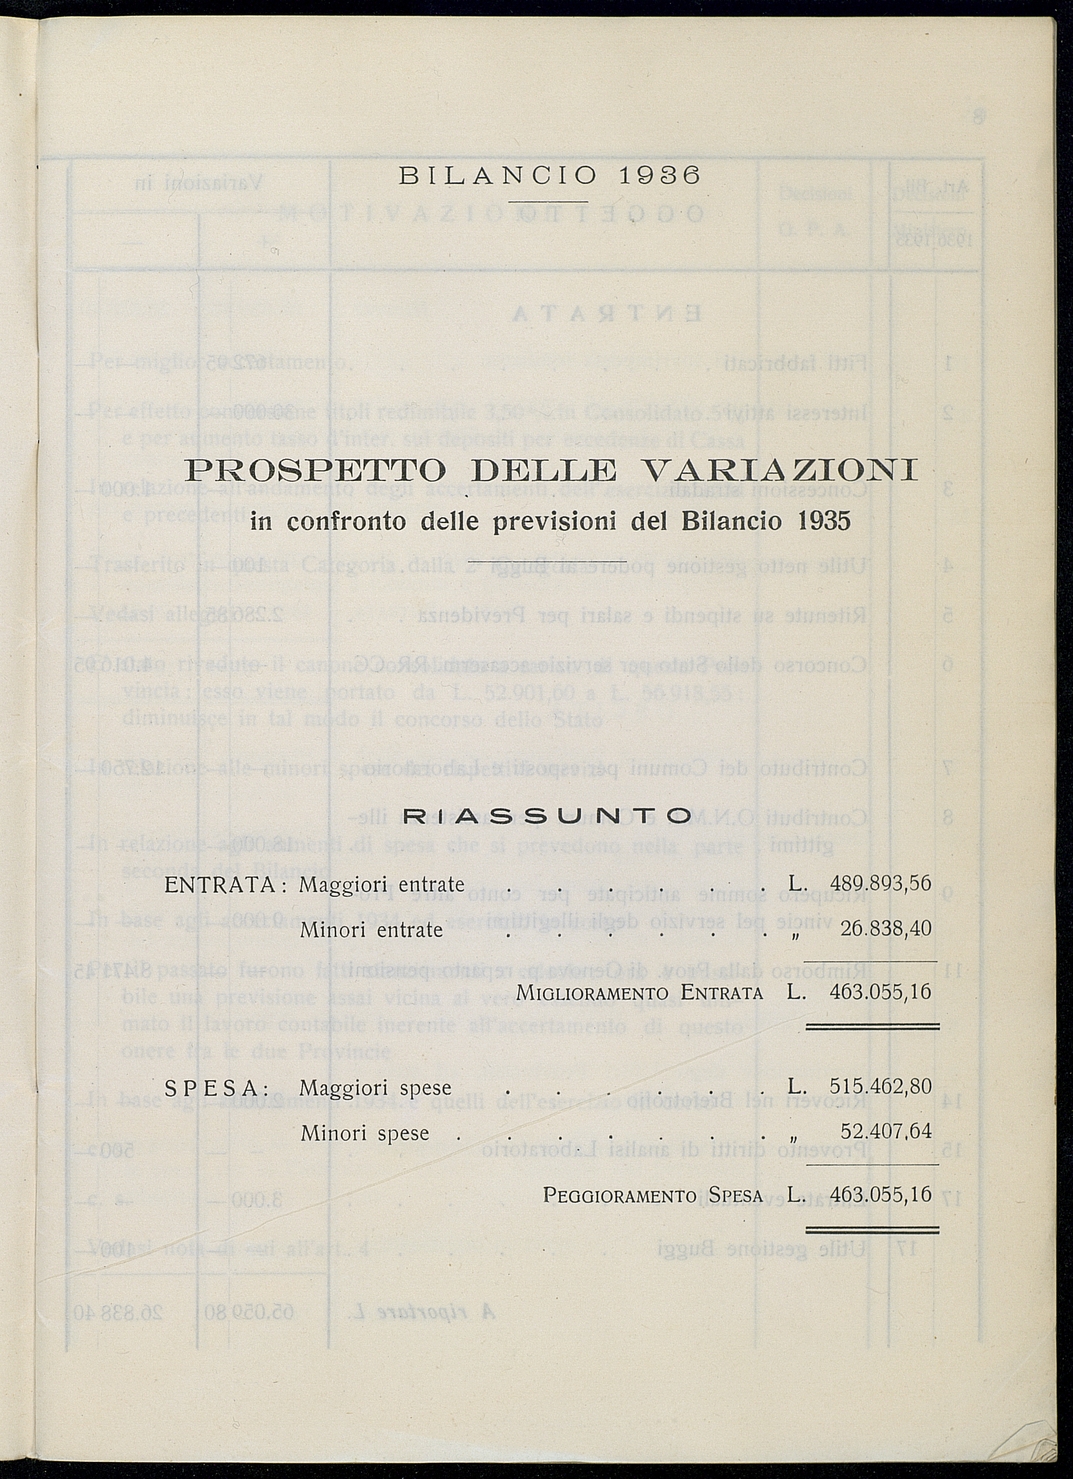 BILANCIO 1936
PROSPETTO DELLE VARIAZIONI
in confronto delle previsioni del Bilancio 1935
RIASSUNTO
ENTRATA: Maggiori entrate . . . . . . L. 489.893,56
Minori entrate . . . . . . „ 26.838,40
MIGLIORAMENTO ENTRATA L. 463.055,16
SPESA: Maggiori spese . . . . . . L. 515.462,80
Minori spese . . . . . . . „ 52.407,64
PEGGIORAMENTO SPESA L. 463.055,16